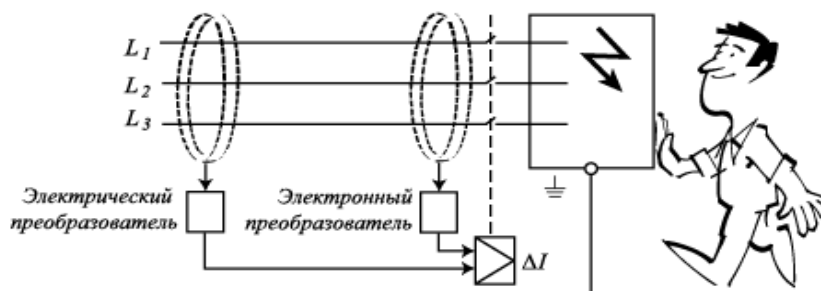 L1
L2
L3
Электрический
преобразователь
Электронный
преобразователь
ΔI